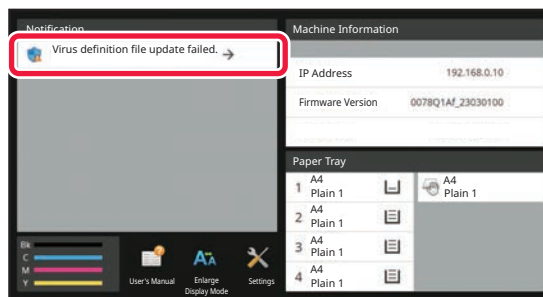 Notification
Virus definition file update failed.
Machine Information
IP Address 192.168.0.10
Firmware Version 0078Q1Af_23030100
Paper Tray
1 A4
Plain 1
2 A4
Plain 1
3 A4
Plain 1
4 A4
Plain 1
A4
Plain 1
Bk
C
M
Y
User's Manual
Enlarge
Display Mode
Settings